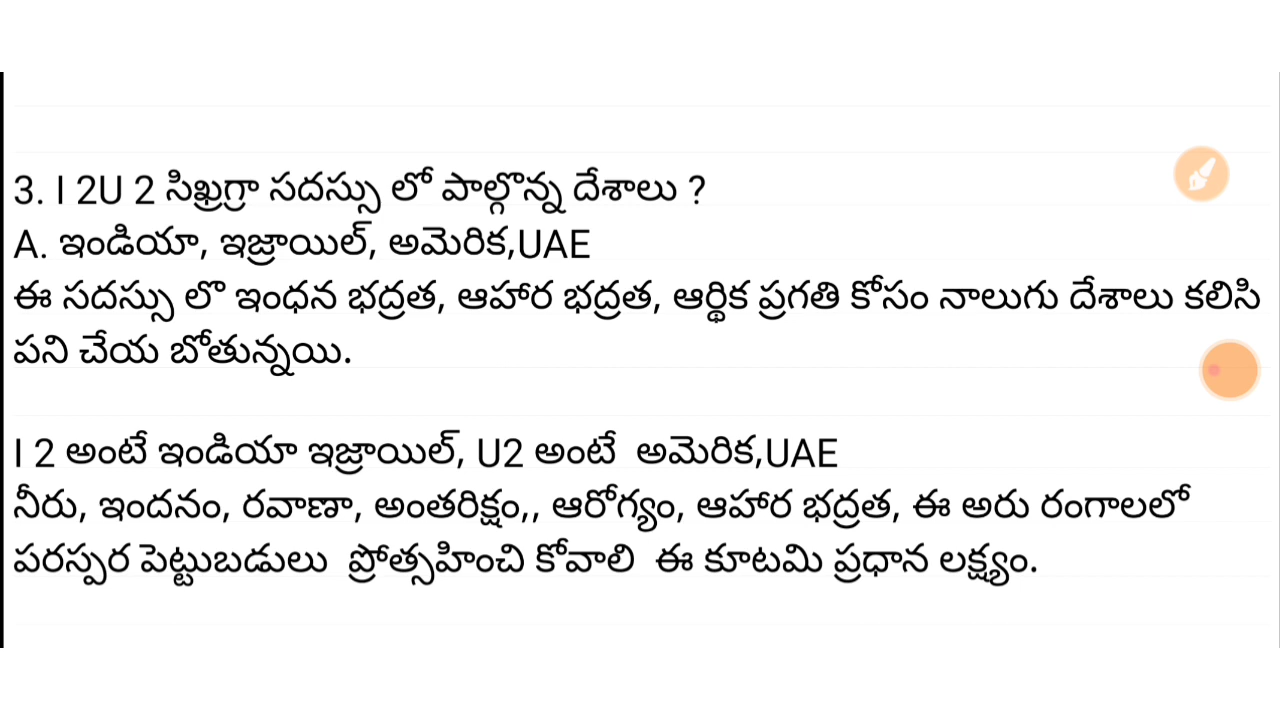 3. I 2U 2 సిఖ్రగ్రా సదస్సు లో పాల్గొన్న దేశాలు ?
A. ఇండియా, ఇజ్రాయిల్, అమెరిక,UAE
ఈ సదస్సు లొ ఇంధన భద్రత, ఆహార భద్రత, ఆర్థిక ప్రగతి కోసం నాలుగు దేశాలు కలిసి
పని చేయ బోతున్నయి.
I 2 అంటే ఇండియా ఇజ్రాయిల్, U2 అంటే అమెరిక,UAE
నీరు, ఇందనం, రవాణా, అంతరిక్షం,, ఆరోగ్యం, ఆహార భద్రత, ఈ అరు రంగాలలో
పరస్పర పెట్టుబడులు ప్రోత్సహించి కోవాలి ఈ కూటమి ప్రధాన లక్ష్యం.